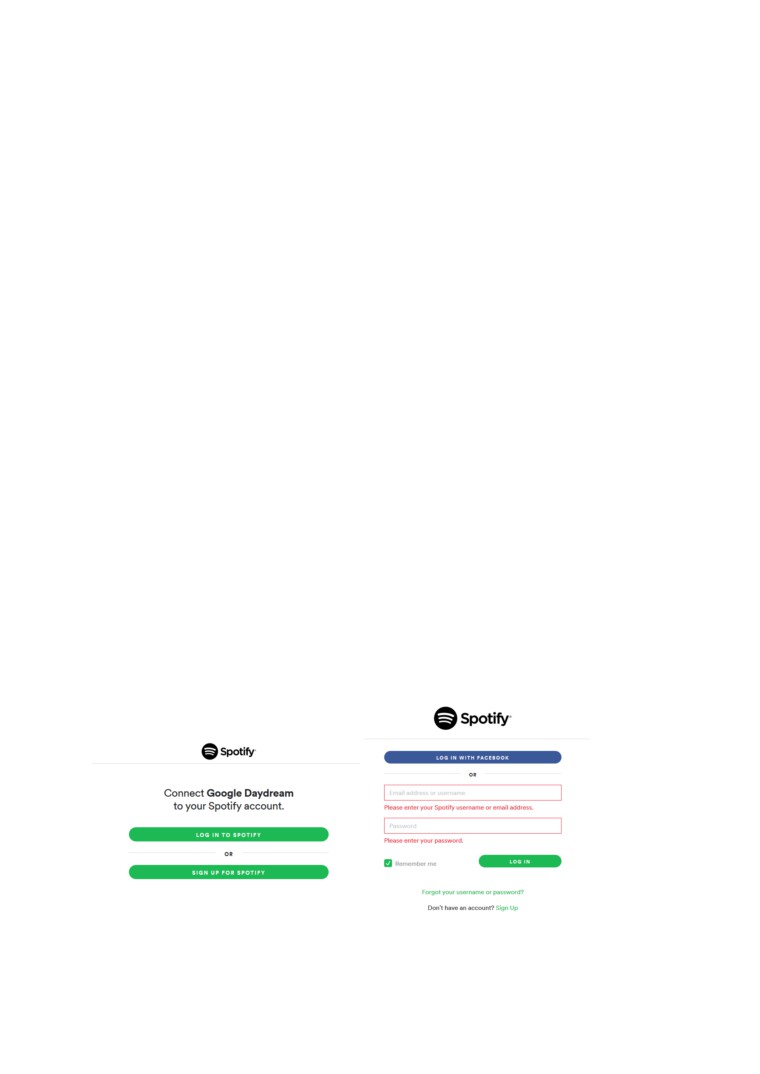 Spotify
Connect Google Daydream
to your Spotify account.
LOG IN TO SPOTIFY
OR
SIGN UP FOR SPOTIFY
Spotify
LOG IN WITH FACEBOOK
OR
Email address or username
Please enter your Spotify username or email address.
Password
Please enter your password.
Remember me
LOG IN
Forgot your username or password?
Don't have an account? Sign Up